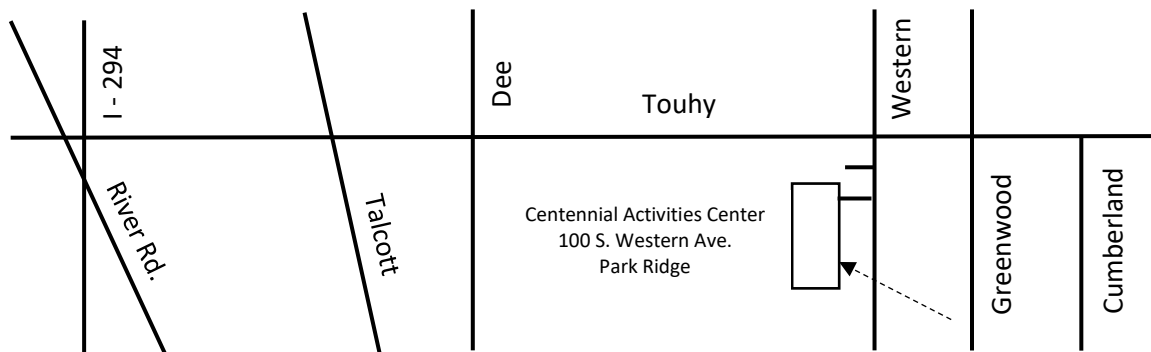 I - 294
River Rd.
Talcott
Dee
Touhy
Western
Centennial Activities Center
100 S. Western Ave.
Park Ridge
Greenwood
Cumberland